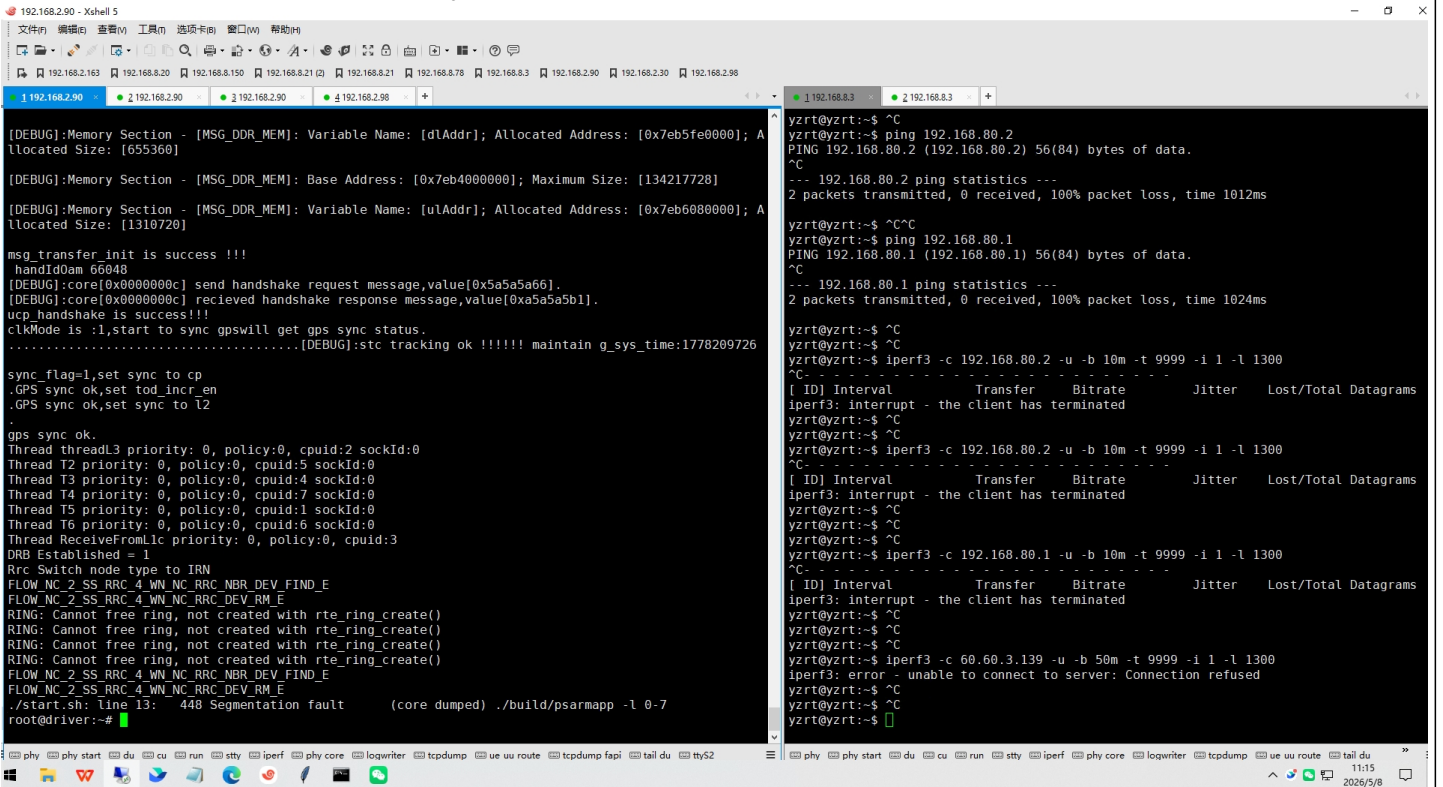 192.168.2.90 - Xshell 5
文件(F) 编辑(E) 查看(V) 工具(T) 选项卡(B) 窗口(W) 帮助(H)
192.168.2.163 192.168.8.20 192.168.8.150 192.168.8.21 (2) 192.168.8.21 192.168.8.78 192.168.8.3 192.168.2.90 192.168.2.30 192.168.2.98
1 192.168.2.90 × 2 192.168.2.90 × 3 192.168.2.90 × 4 192.168.2.98 × +
[DEBUG]:Memory Section - [MSG_DDR_MEM]: Variable Name: [dlAddr]; Allocated Address: [0x7eb5fe0000]; A
llocated Size: [655360]
[DEBUG]:Memory Section - [MSG_DDR_MEM]: Base Address: [0x7eb4000000]; Maximum Size: [134217728]
[DEBUG]:Memory Section - [MSG_DDR_MEM]: Variable Name: [ulAddr]; Allocated Address: [0x7eb6080000]; A
llocated Size: [1310720]
msg_transfer_init is success !!!
handIdOam 66048
[DEBUG]:core[0x0000000c] send handshake request message,value[0x5a5a5a66].
[DEBUG]:core[0x0000000c] recieved handshake response message,value[0xa5a5a5b1].
ucp_handshake is success!!!
clkMode is :1,start to sync gpswill get gps sync status.
.......................................[DEBUG]:stc tracking ok !!!!!! maintain g_sys_time:1778209726
sync_flag=1,set sync to cp
.GPS sync ok,set tod_incr_en
.GPS sync ok,set sync to l2
.
gps sync ok.
Thread threadL3 priority: 0, policy:0, cpuid:2 sockId:0
Thread T2 priority: 0, policy:0, cpuid:5 sockId:0
Thread T3 priority: 0, policy:0, cpuid:4 sockId:0
Thread T4 priority: 0, policy:0, cpuid:7 sockId:0
Thread T5 priority: 0, policy:0, cpuid:1 sockId:0
Thread T6 priority: 0, policy:0, cpuid:6 sockId:0
Thread ReceiveFromL1c priority: 0, policy:0, cpuid:3
DRB Established = 1
Rrc Switch node type to IRN
FLOW_NC_2_SS_RRC_4_WN_NC_RRC_NBR_DEV_FIND_E
FLOW_NC_2_SS_RRC_4_WN_NC_RRC_DEV_RM_E
RING: Cannot free ring, not created with rte_ring_create()
RING: Cannot free ring, not created with rte_ring_create()
RING: Cannot free ring, not created with rte_ring_create()
RING: Cannot free ring, not created with rte_ring_create()
FLOW_NC_2_SS_RRC_4_WN_NC_RRC_NBR_DEV_FIND_E
FLOW_NC_2_SS_RRC_4_WN_NC_RRC_DEV_RM_E
./start.sh: line 13:   448 Segmentation fault      (core dumped) ./build/psarmapp -l 0-7
root@driver:~#
phy phy start du cu run stty iperf phy core logwriter tcpdump ue uu route tcpdump fapi tail du ttyS2
1 192.168.8.3 × 2 192.168.8.3 × +
yzrt@yzrt:~$ ^C
yzrt@yzrt:~$ ping 192.168.80.2
PING 192.168.80.2 (192.168.80.2) 56(84) bytes of data.
^C
--- 192.168.80.2 ping statistics ---
2 packets transmitted, 0 received, 100% packet loss, time 1012ms
yzrt@yzrt:~$ ^C^C
yzrt@yzrt:~$ ping 192.168.80.1
PING 192.168.80.1 (192.168.80.1) 56(84) bytes of data.
^C
--- 192.168.80.1 ping statistics ---
2 packets transmitted, 0 received, 100% packet loss, time 1024ms
yzrt@yzrt:~$ ^C
yzrt@yzrt:~$ ^C
yzrt@yzrt:~$ iperf3 -c 192.168.80.2 -u -b 10m -t 9999 -i 1 -l 1300
^C- - - - - - - - - - - - - - - - - - - - - - - - -
[ ID] Interval           Transfer     Bitrate         Jitter    Lost/Total Datagrams
iperf3: interrupt - the client has terminated
yzrt@yzrt:~$ ^C
yzrt@yzrt:~$ ^C
yzrt@yzrt:~$ iperf3 -c 192.168.80.2 -u -b 10m -t 9999 -i 1 -l 1300
^C- - - - - - - - - - - - - - - - - - - - - - - - -
[ ID] Interval           Transfer     Bitrate         Jitter    Lost/Total Datagrams
iperf3: interrupt - the client has terminated
yzrt@yzrt:~$ ^C
yzrt@yzrt:~$ ^C
yzrt@yzrt:~$ ^C
yzrt@yzrt:~$ iperf3 -c 192.168.80.1 -u -b 10m -t 9999 -i 1 -l 1300
^C- - - - - - - - - - - - - - - - - - - - - - - - -
[ ID] Interval           Transfer     Bitrate         Jitter    Lost/Total Datagrams
iperf3: interrupt - the client has terminated
yzrt@yzrt:~$ ^C
yzrt@yzrt:~$ ^C
yzrt@yzrt:~$ ^C
yzrt@yzrt:~$ iperf3 -c 60.60.3.139 -u -b 50m -t 9999 -i 1 -l 1300
iperf3: error - unable to connect to server: Connection refused
yzrt@yzrt:~$ ^C
yzrt@yzrt:~$ ^C
yzrt@yzrt:~$
phy phy start du cu run stty iperf phy core logwriter tcpdump ue uu route tail du
11:15
2026/5/8